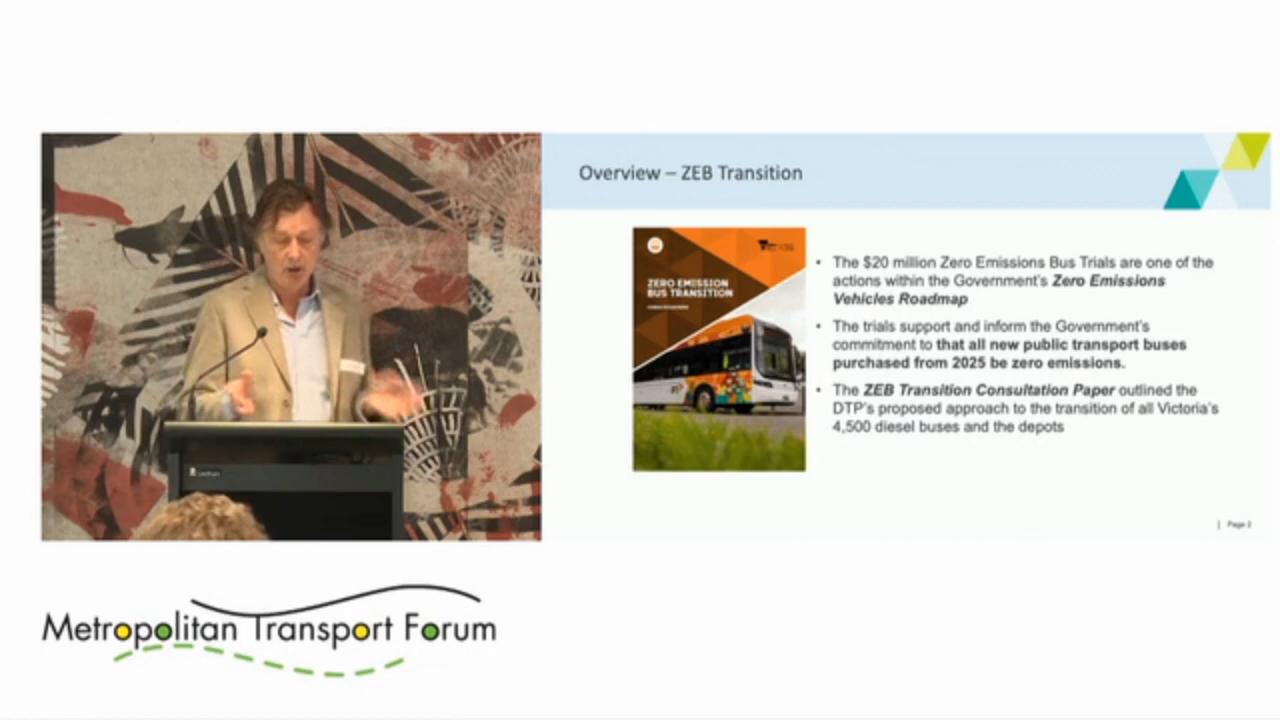 Overview – ZEB Transition
ZERO EMISSION
BUS TRANSITION
• The $20 million Zero Emissions Bus Trials are one of the
actions within the Government's Zero Emissions
Vehicles Roadmap
• The trials support and inform the Government's
commitment to that all new public transport buses
purchased from 2025 be zero emissions.
• The ZEB Transition Consultation Paper outlined the
DTP's proposed approach to the transition of all Victoria's
4,500 diesel buses and the depots
| Page 2
Metropolitan Transport Forum